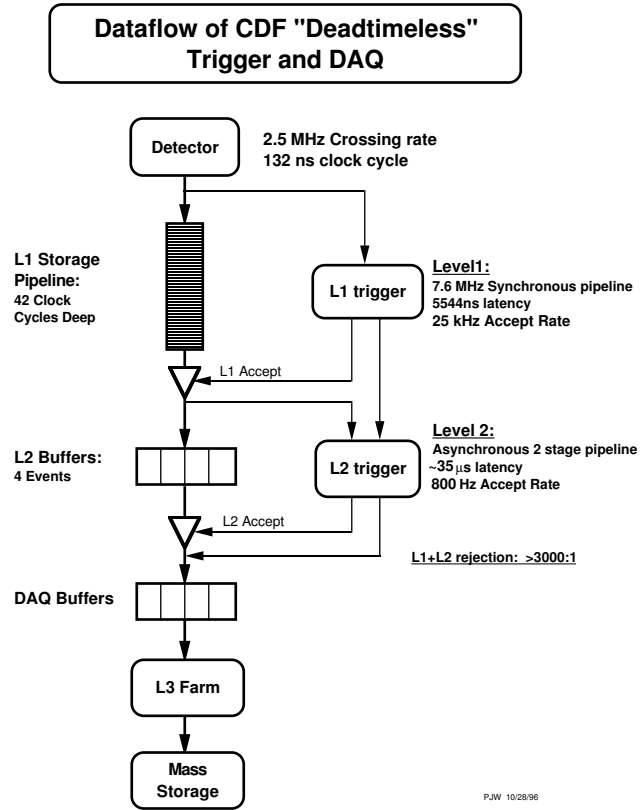 Dataflow of CDF "Deadtimeless"
Trigger and DAQ
Detector
2.5 MHz Crossing rate
132 ns clock cycle
L1 Storage
Pipeline:
42 Clock
Cycles Deep
L1 trigger
Level1:
7.6 MHz Synchronous pipeline
5544ns latency
25 kHz Accept Rate
L1 Accept
L2 Buffers:
4 Events
L2 trigger
Level 2:
Asynchronous 2 stage pipeline
~35 µs latency
800 Hz Accept Rate
L2 Accept
L1+L2 rejection: >3000:1
DAQ Buffers
L3 Farm
Mass
Storage
PJW 10/28/96